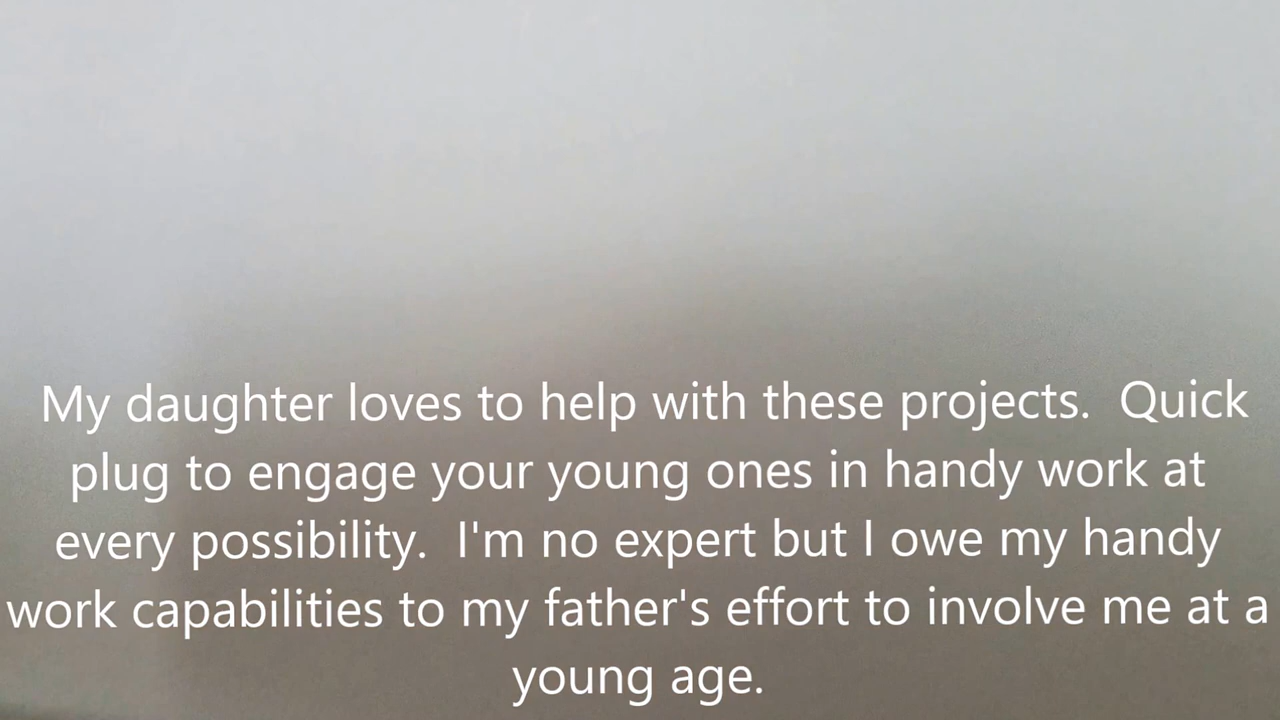 My daughter loves to help with these projects.  Quick
plug to engage your young ones in handy work at
every possibility.  I'm no expert but I owe my handy
work capabilities to my father's effort to involve me at a
young age.